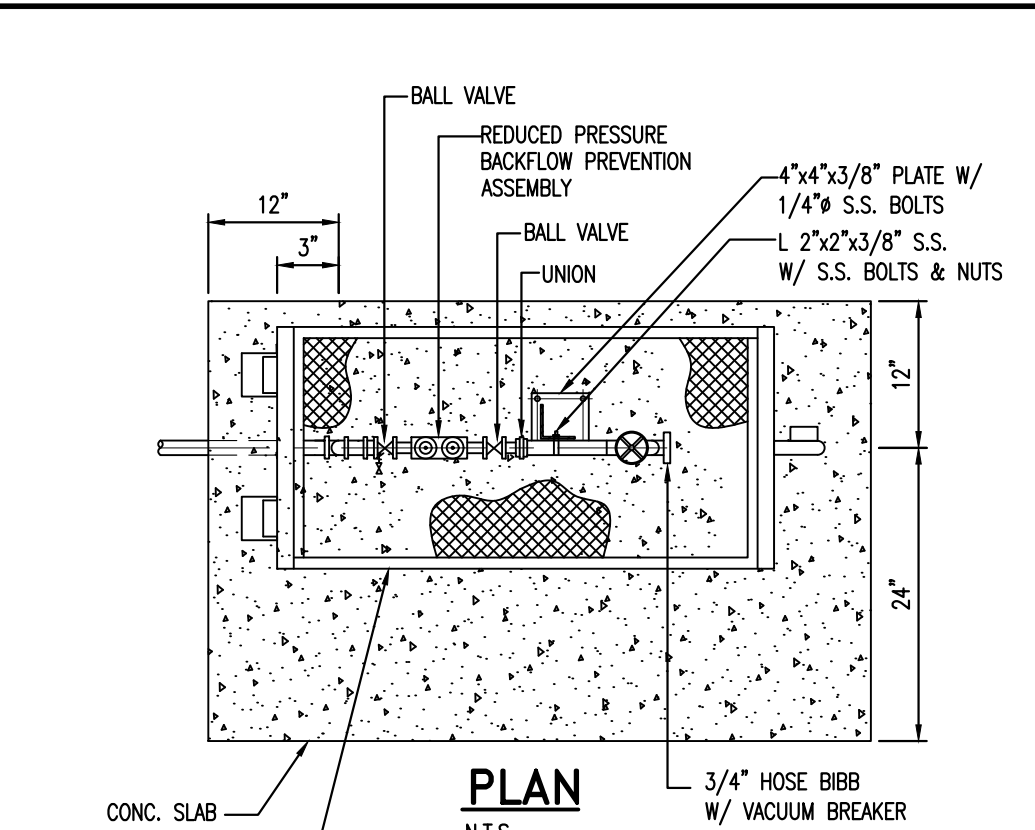 BALL VALVE
REDUCED PRESSURE
BACKFLOW PREVENTION
ASSEMBLY
4"x4"x3/8" PLATE W/
1/4"ø S.S. BOLTS
12"
BALL VALVE
L 2"x2"x3/8" S.S.
W/ S.S. BOLTS & NUTS
3"
UNION
12"
24"
PLAN
N.T.S.
3/4" HOSE BIBB
W/ VACUUM BREAKER
CONC. SLAB